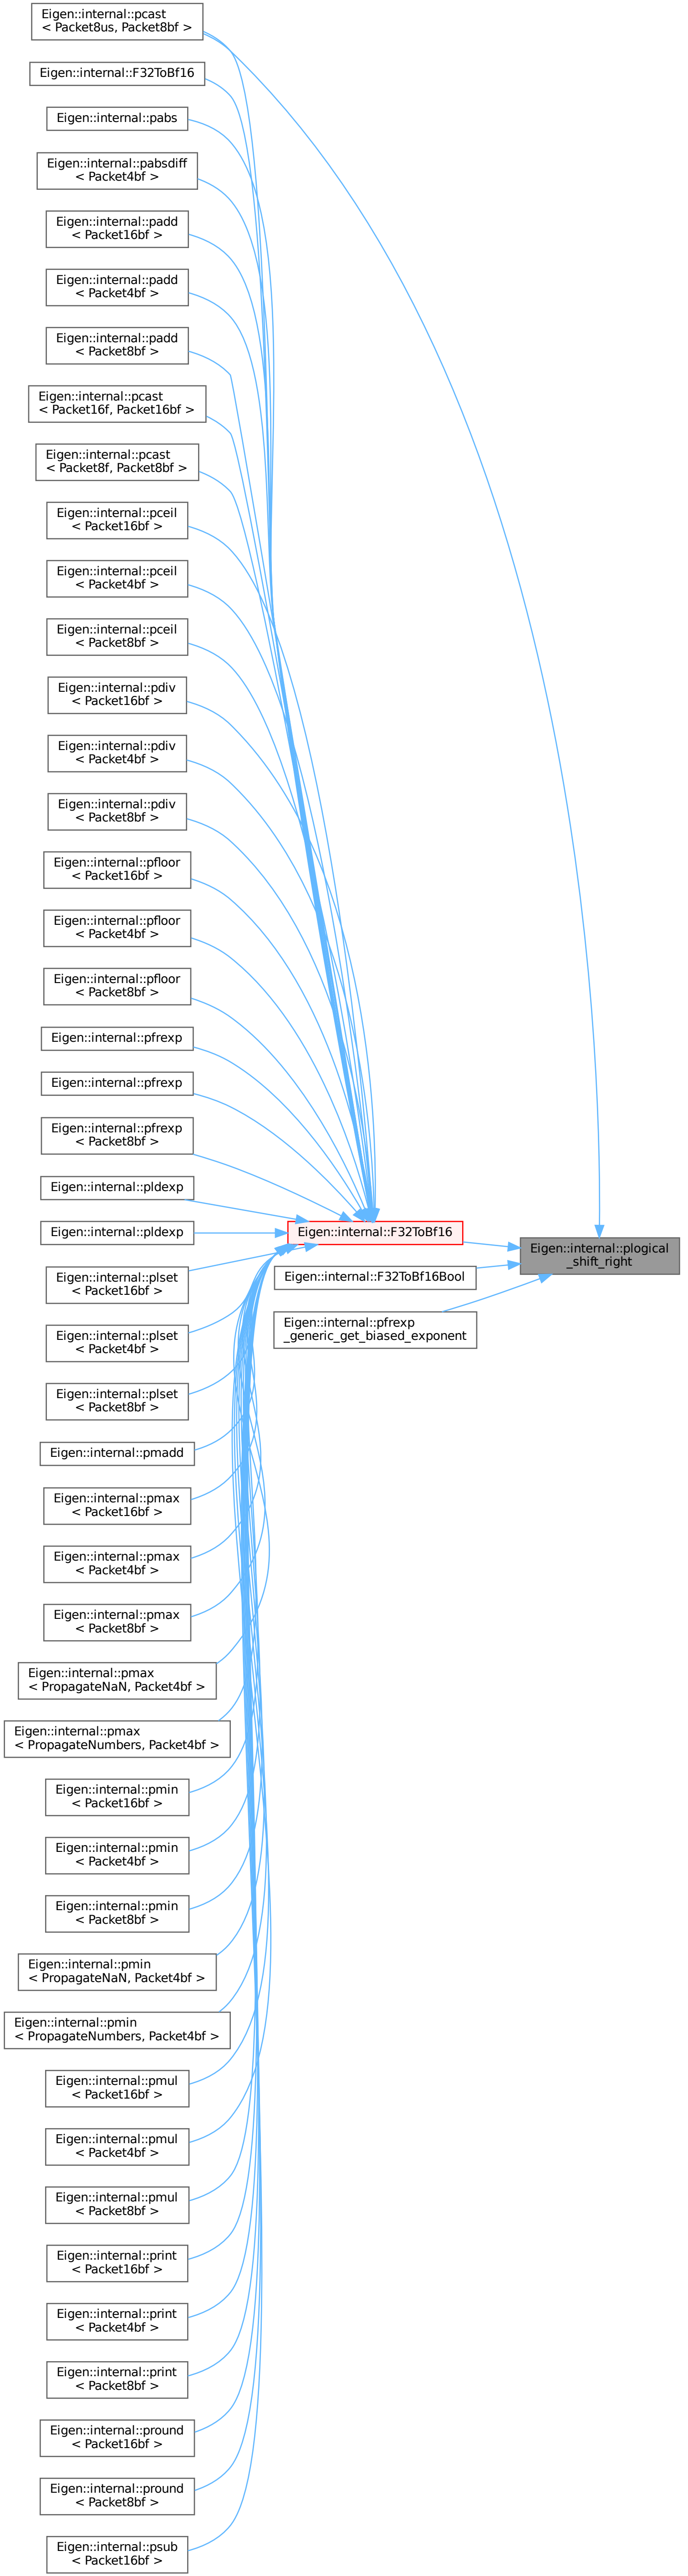 Eigen::internal::pcast
< Packet8us, Packet8bf >
Eigen::internal::F32ToBf16
Eigen::internal::pabs
Eigen::internal::pabsdiff
< Packet4bf >
Eigen::internal::padd
< Packet16bf >
Eigen::internal::padd
< Packet4bf >
Eigen::internal::padd
< Packet8bf >
Eigen::internal::pcast
< Packet16f, Packet16bf >
Eigen::internal::pcast
< Packet8f, Packet8bf >
Eigen::internal::pceil
< Packet16bf >
Eigen::internal::pceil
< Packet4bf >
Eigen::internal::pceil
< Packet8bf >
Eigen::internal::pdiv
< Packet16bf >
Eigen::internal::pdiv
< Packet4bf >
Eigen::internal::pdiv
< Packet8bf >
Eigen::internal::pfloor
< Packet16bf >
Eigen::internal::pfloor
< Packet4bf >
Eigen::internal::pfloor
< Packet8bf >
Eigen::internal::pfrexp
Eigen::internal::pfrexp
Eigen::internal::pfrexp
< Packet8bf >
Eigen::internal::pldexp
Eigen::internal::pldexp
Eigen::internal::plset
< Packet16bf >
Eigen::internal::plset
< Packet4bf >
Eigen::internal::plset
< Packet8bf >
Eigen::internal::pmadd
Eigen::internal::pmax
< Packet16bf >
Eigen::internal::pmax
< Packet4bf >
Eigen::internal::pmax
< Packet8bf >
Eigen::internal::pmax
< PropagateNaN, Packet4bf >
Eigen::internal::pmax
< PropagateNumbers, Packet4bf >
Eigen::internal::pmin
< Packet16bf >
Eigen::internal::pmin
< Packet4bf >
Eigen::internal::pmin
< Packet8bf >
Eigen::internal::pmin
< PropagateNaN, Packet4bf >
Eigen::internal::pmin
< PropagateNumbers, Packet4bf >
Eigen::internal::pmul
< Packet16bf >
Eigen::internal::pmul
< Packet4bf >
Eigen::internal::pmul
< Packet8bf >
Eigen::internal::print
< Packet16bf >
Eigen::internal::print
< Packet4bf >
Eigen::internal::print
< Packet8bf >
Eigen::internal::pround
< Packet16bf >
Eigen::internal::pround
< Packet8bf >
Eigen::internal::psub
< Packet16bf >
Eigen::internal::F32ToBf16
Eigen::internal::F32ToBf16Bool
Eigen::internal::pfrexp
_generic_get_biased_exponent
Eigen::internal::plogical
_shift_right